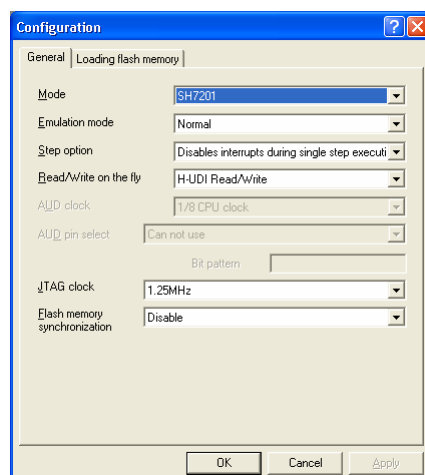 Configuration
General Loading flash memory
Mode SH7201
Emulation mode Normal
Step option Disables interrupts during single step executi
Read/Write on the fly H-UDI Read/Write
AUD clock 1/8 CPU clock
AUD pin select Can not use
Bit pattern
JTAG clock 1.25MHz
Flash memory
synchronization Disable
OK Cancel Apply